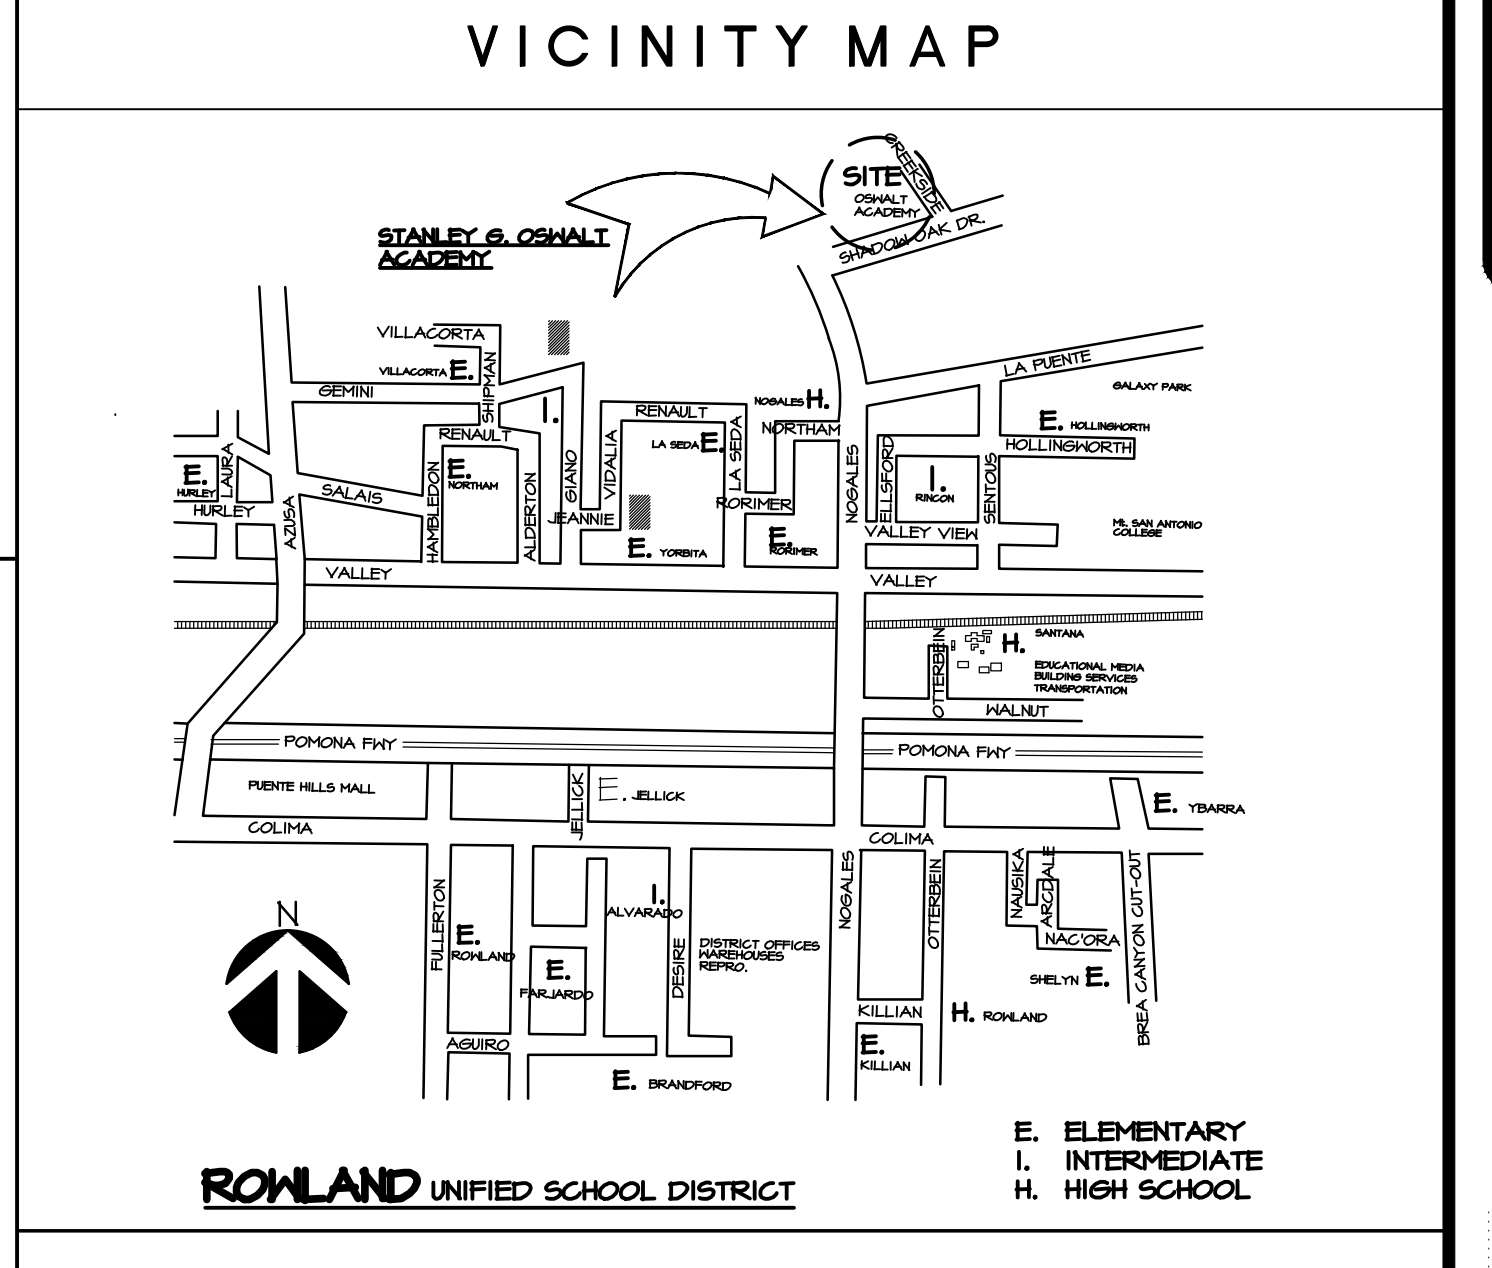 VICINITY MAP
CREEKSIDE
SITE
OSWALT
ACADEMY
SHADOW OAK DR.
STANLEY G. OSWALT
ACADEMY
VILLACORTA
VILLACORTA E.
SHIPMAN
GEMINI
LA PUENTE
GALAXY PARK
NOGALES H.
I.
RENAULT
NORTHAM
E. HOLLINGWORTH
HOLLINGWORTH
RENAULT
LA SEDA E.
LA SEDA
LAURA
E.
HURLEY
HURLEY
SALAIS
AZUSA
HAMBLEDON
E.
NORTHAM
ALDERTON
GIANO
VIDALIA
JEANNIE
RORIMER
E.
RORIMER
E. YORBITA
NOGALES
ELLSFORD
I.
RINCON
SENTOUS
VALLEY VIEW
Mt. SAN ANTONIO
COLLEGE
VALLEY
VALLEY
OTTERBEIN
H. SANTANA
EDUCATIONAL MEDIA
BUILDING SERVICES
TRANSPORTATION
WALNUT
POMONA FWY
POMONA FWY
PUENTE HILLS MALL
JELLICK
E. JELLICK
E. YBARRA
COLIMA
COLIMA
FULLERTON
E.
ROWLAND
E.
FARJARDO
I.
ALVARADO
DESIRE
DISTRICT OFFICES
WAREHOUSES
REPRO.
NOGALES
OTTERBEIN
NAUSIKA
ARCDALE
NAC'ORA
SHELYN E.
BREA CANYON CUT-OUT
N
AGUIRO
E. BRANDFORD
KILLIAN
E.
KILLIAN
H. ROWLAND
E. ELEMENTARY
I. INTERMEDIATE
H. HIGH SCHOOL
ROWLAND UNIFIED SCHOOL DISTRICT